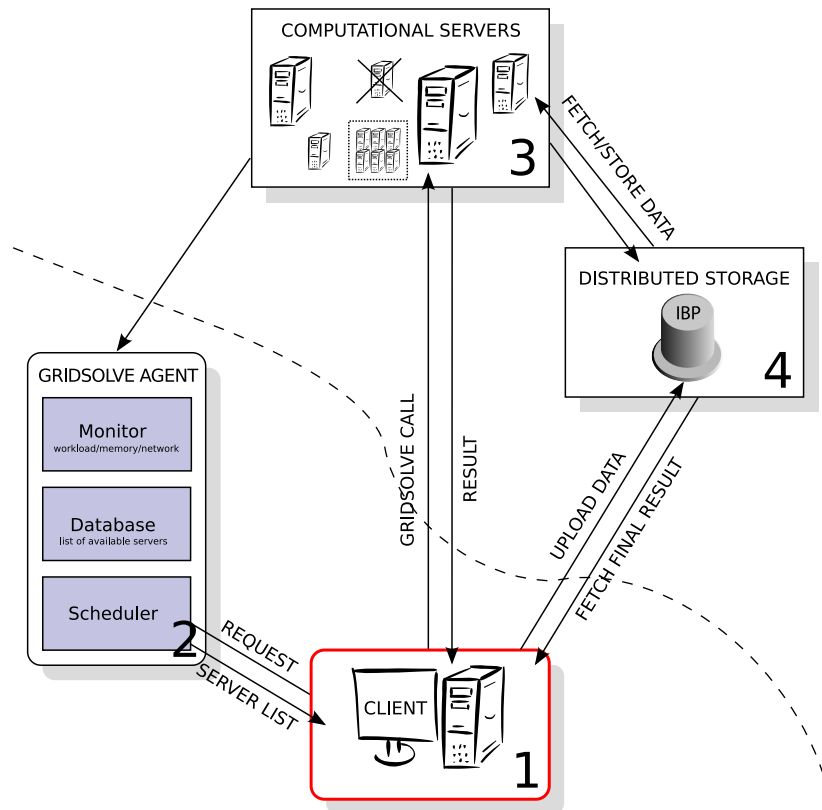 COMPUTATIONAL SERVERS
3
FETCH/STORE DATA
DISTRIBUTED STORAGE
IBP
4
GRIDSOLVE AGENT
Monitor
workload/memory/network
Database
list of available servers
Scheduler
2
REQUEST
SERVER LIST
GRIDSOLVE CALL
RESULT
UPLOAD DATA
FETCH FINAL RESULT
CLIENT
1